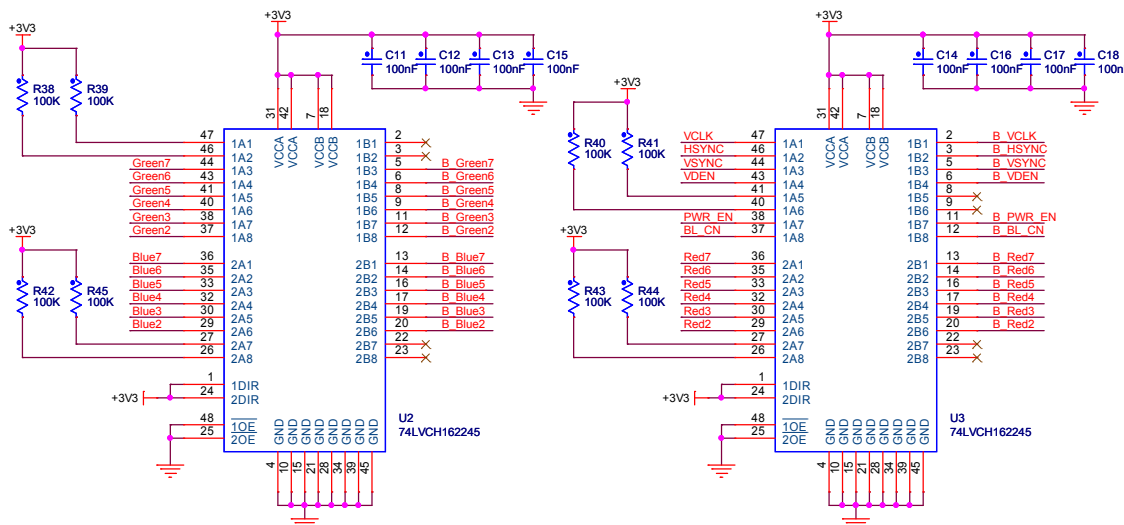 +3V3
R38
100K
R39
100K
+3V3
C11
100nF
C12
100nF
C13
100nF
C15
100nF
31
42
7
18
VCCA
VCCA
VCCB
VCCB
47
1A1
46
1A2
Green7
44
1A3
Green6
43
1A4
Green5
41
1A5
Green4
40
1A6
Green3
38
1A7
Green2
37
1A8
2
1B1
3
1B2
5
1B3
B_Green7
6
1B4
B_Green6
8
1B5
B_Green5
9
1B6
B_Green4
11
1B7
B_Green3
12
1B8
B_Green2
+3V3
R42
100K
R45
100K
Blue7
36
2A1
Blue6
35
2A2
Blue5
33
2A3
Blue4
32
2A4
Blue3
30
2A5
Blue2
29
2A6
27
2A7
26
2A8
13
2B1
B_Blue7
14
2B2
B_Blue6
16
2B3
B_Blue5
17
2B4
B_Blue4
19
2B5
B_Blue3
20
2B6
B_Blue2
22
2B7
23
2B8
+3V3
1
1DIR
24
2DIR
48
1OE
25
2OE
GND
GND
GND
GND
GND
GND
GND
GND
4
10
15
21
28
34
39
45
U2
74LVCH162245
+3V3
C14
100nF
C16
100nF
C17
100nF
C18
100n
31
42
7
18
VCCA
VCCA
VCCB
VCCB
+3V3
R40
100K
R41
100K
VCLK
47
1A1
HSYNC
46
1A2
VSYNC
44
1A3
VDEN
43
1A4
41
1A5
40
1A6
PWR_EN
38
1A7
BL_CN
37
1A8
2
1B1
B_VCLK
3
1B2
B_HSYNC
5
1B3
B_VSYNC
6
1B4
B_VDEN
8
1B5
9
1B6
11
1B7
B_PWR_EN
12
1B8
B_BL_CN
+3V3
R43
100K
R44
100K
Red7
36
2A1
Red6
35
2A2
Red5
33
2A3
Red4
32
2A4
Red3
30
2A5
Red2
29
2A6
27
2A7
26
2A8
13
2B1
B_Red7
14
2B2
B_Red6
16
2B3
B_Red5
17
2B4
B_Red4
19
2B5
B_Red3
20
2B6
B_Red2
22
2B7
23
2B8
+3V3
1
1DIR
24
2DIR
48
1OE
25
2OE
GND
GND
GND
GND
GND
GND
GND
GND
4
10
15
21
28
34
39
45
U3
74LVCH162245